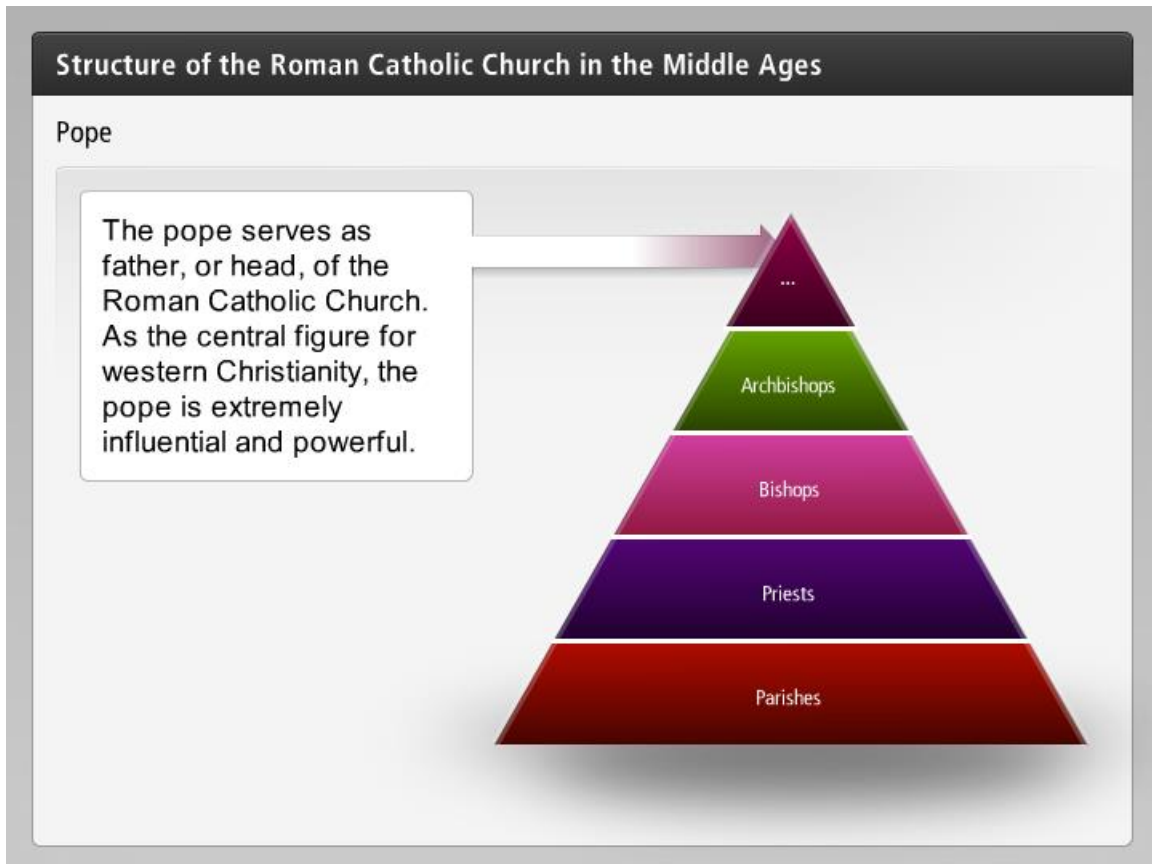 Structure of the Roman Catholic Church in the Middle Ages
Pope
The pope serves as
father, or head, of the
Roman Catholic Church.
As the central figure for
western Christianity, the
pope is extremely
influential and powerful.
...
Archbishops
Bishops
Priests
Parishes